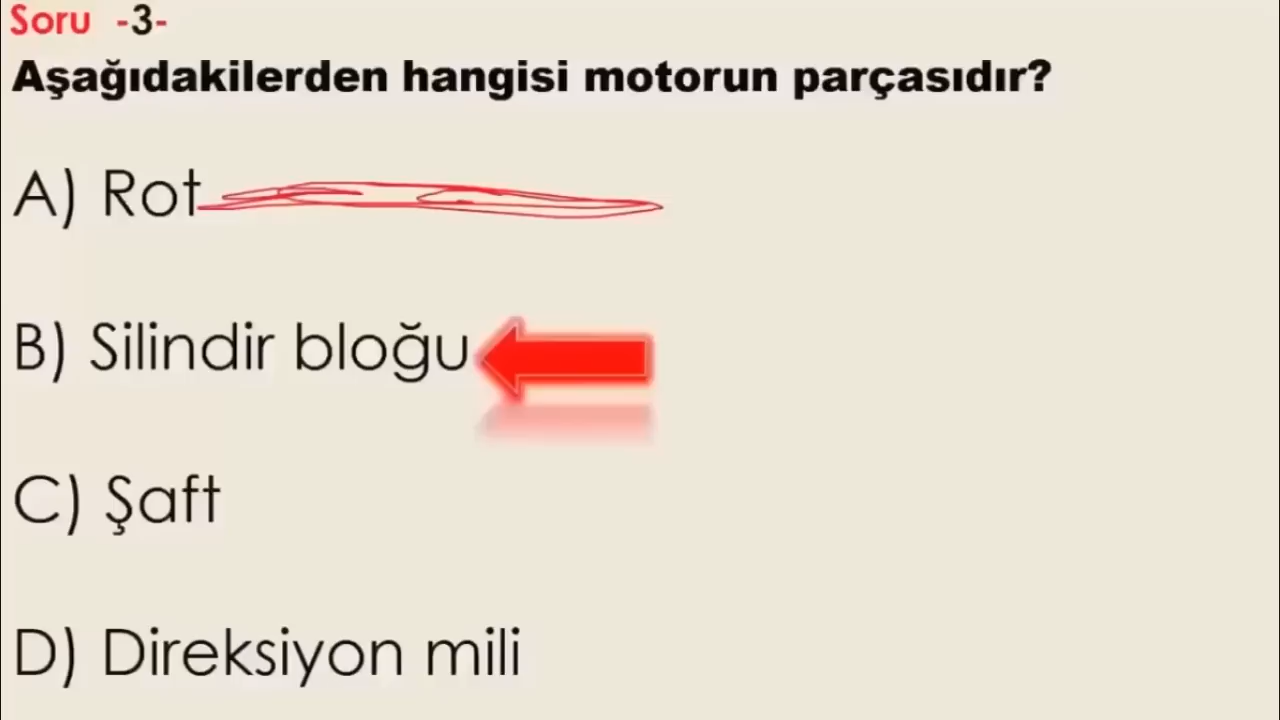 Soru -3-
Aşağıdakilerden hangisi motorun parçasıdır?
A) Rot
B) Silindir bloğu
C) Şaft
D) Direksiyon mili